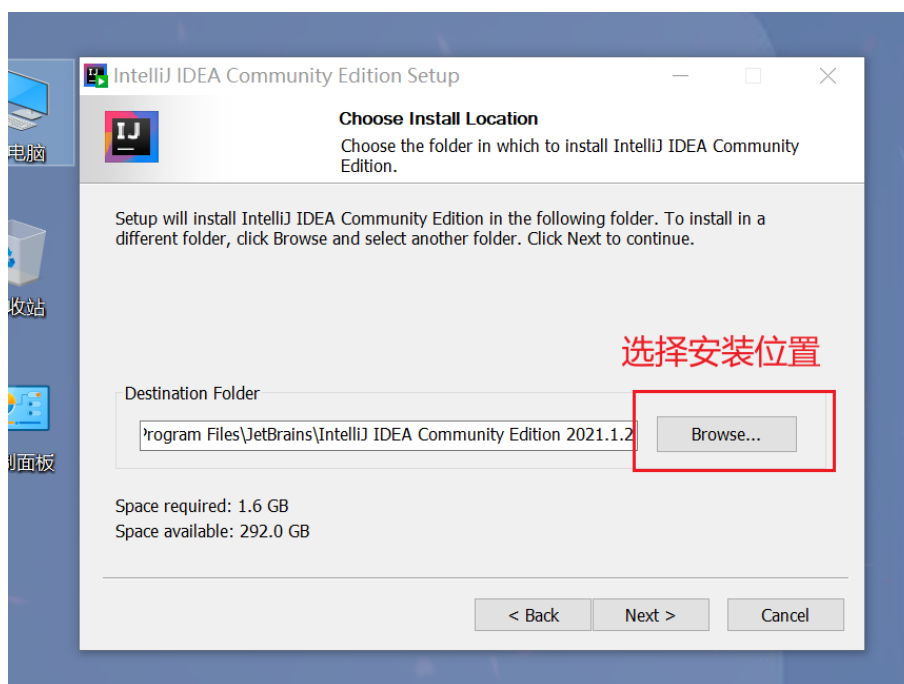 IntelliJ IDEA Community Edition Setup
IJ
Choose Install Location
Choose the folder in which to install IntelliJ IDEA Community
Edition.
电脑
Setup will install IntelliJ IDEA Community Edition in the following folder. To install in a
different folder, click Browse and select another folder. Click Next to continue.
收站
选择安装位置
Destination Folder
Program Files\JetBrains\IntelliJ IDEA Community Edition 2021.1.2
Browse...
面板
Space required: 1.6 GB
Space available: 292.0 GB
< Back
Next >
Cancel